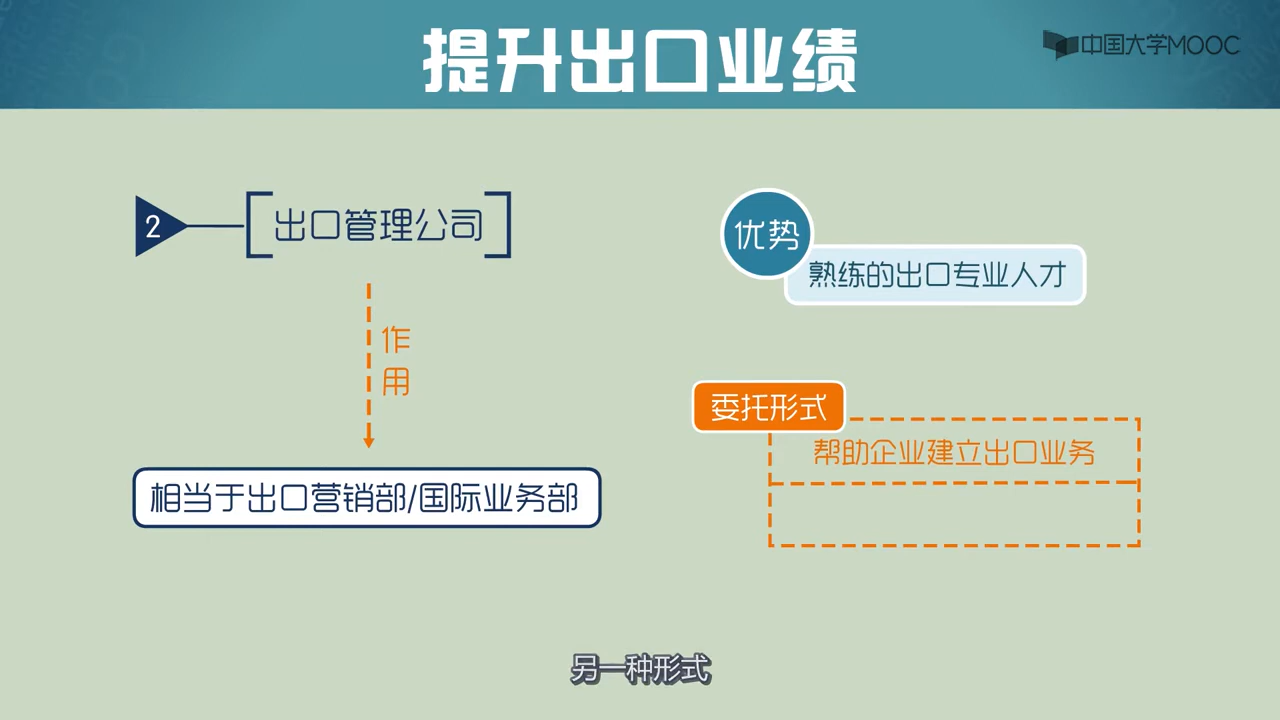 提升出口业绩
中国大学MOOC
2
出口管理公司
作
用
相当于出口营销部/国际业务部
优势
熟练的出口专业人才
委托形式
帮助企业建立出口业务
另一种形式